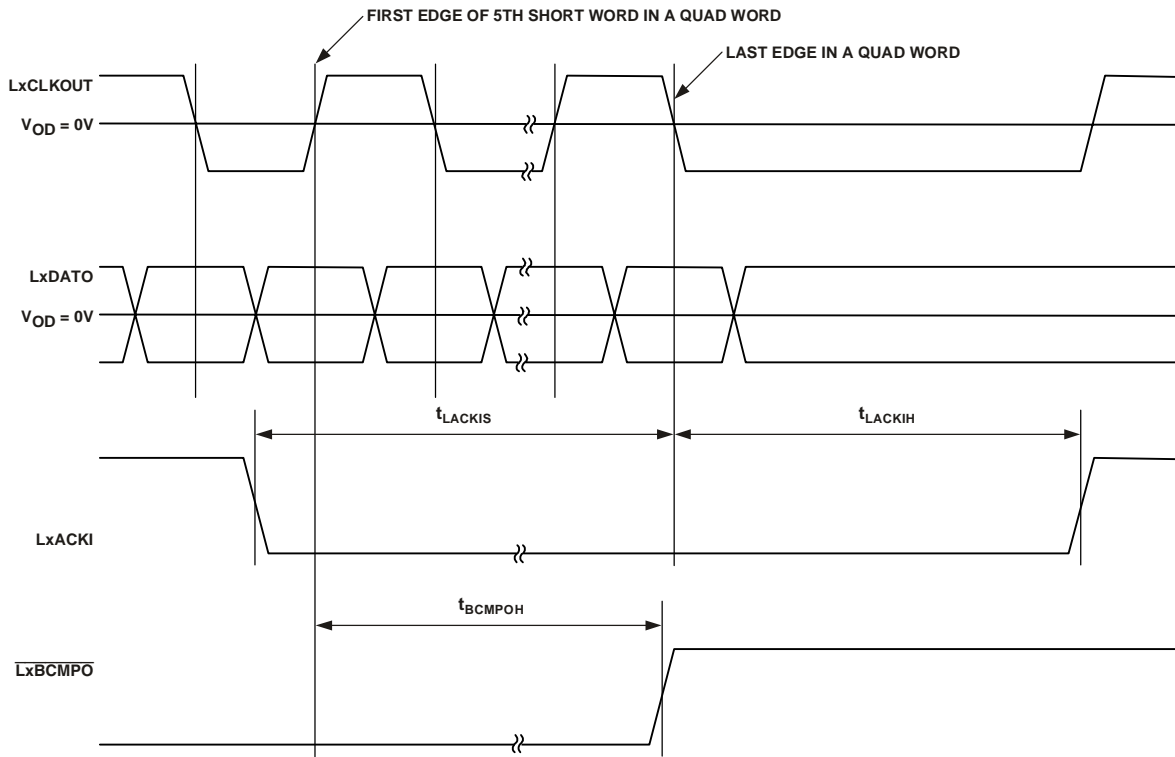 FIRST EDGE OF 5TH SHORT WORD IN A QUAD WORD
LAST EDGE IN A QUAD WORD
LxCLKOUT
VOD = 0V
LxDATO
VOD = 0V
tLACKIS
tLACKIH
LxACKI
tBCMPOH
LxBCMPO